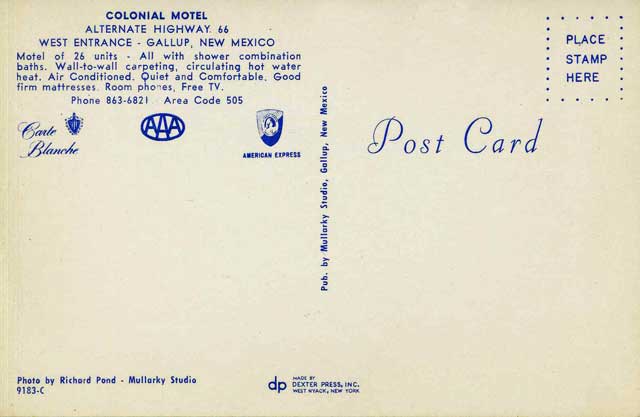 COLONIAL MOTEL
ALTERNATE HIGHWAY 66
WEST ENTRANCE - GALLUP, NEW MEXICO
Motel of 26 units - All with shower combination
baths. Wall-to-wall carpeting, circulating hot water
heat. Air Conditioned. Quiet and Comfortable. Good
firm mattresses. Room phones, Free TV.
Phone 863-6821 Area Code 505
Carte
Blanche
AAA
AMERICAN EXPRESS
Pub. by Mullarky Studio, Gallup, New Mexico
Post Card
PLACE
STAMP
HERE
Photo by Richard Pond - Mullarky Studio
9183-C
dp
MADE BY
DEXTER PRESS, INC.
WEST NYACK, NEW YORK